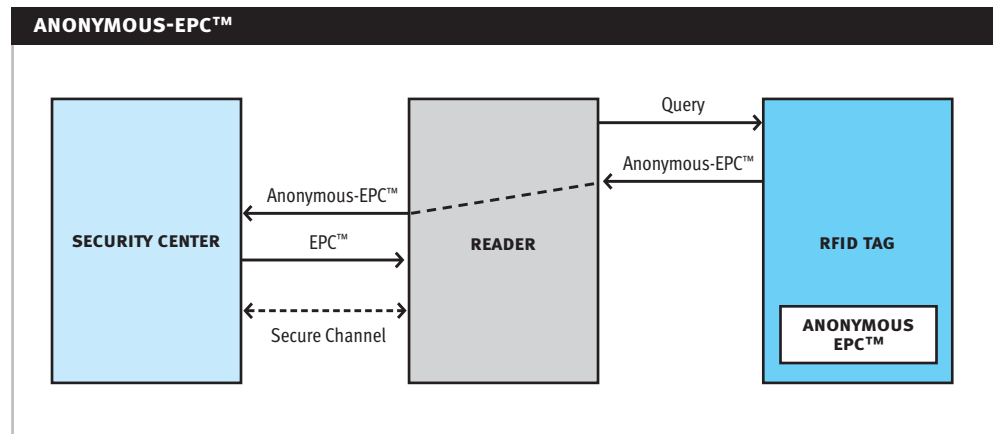 ANONYMOUS-EPC™
Query
Anonymous-EPC™
Anonymous-EPC™
SECURITY CENTER
EPC™
READER
RFID TAG
Secure Channel
ANONYMOUS
EPC™